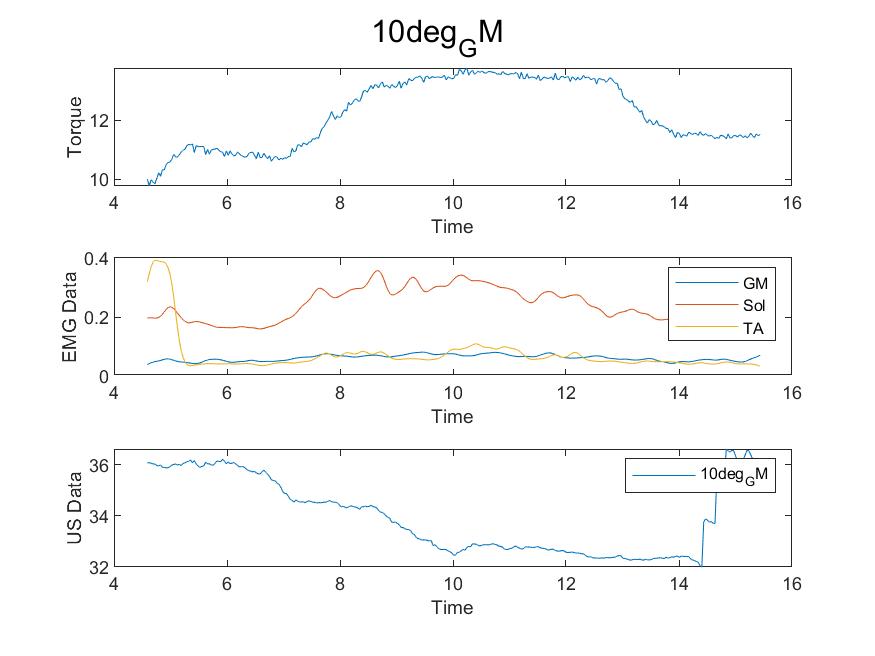 10deg_GM
12
10
Torque
4 6 8 10 12 14 16
Time
0.4
0.2
0
EMG Data
GM
Sol
TA
4 6 8 10 12 14 16
Time
36
34
32
US Data
10deg_GM
4 6 8 10 12 14 16
Time